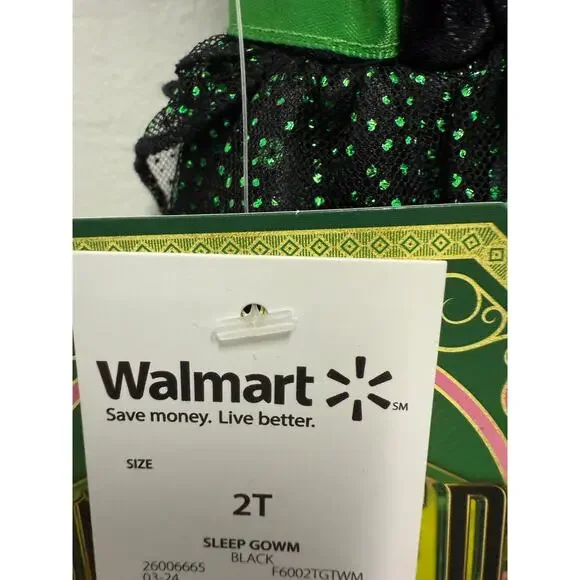 Walmart
SM
Save money. Live better.
SIZE
2T
SLEEP GOWM
BLACK
26006665 F6002TGTWM
03-24
D